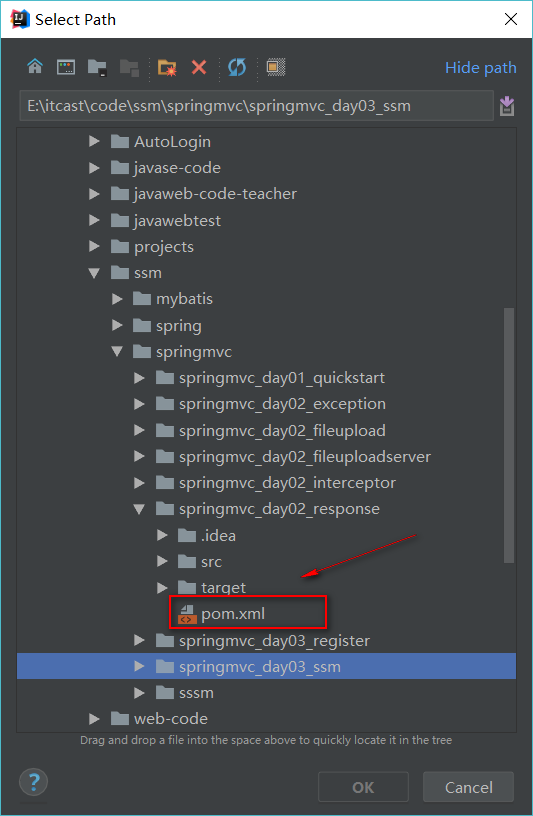 Select Path
Hide path
E:\itcast\code\ssm\springmvc\springmvc_day03_ssm
AutoLogin
javase-code
javaweb-code-teacher
javawebtest
projects
ssm
mybatis
spring
springmvc
springmvc_day01_quickstart
springmvc_day02_exception
springmvc_day02_fileupload
springmvc_day02_fileuploadserver
springmvc_day02_interceptor
springmvc_day02_response
.idea
src
target
pom.xml
springmvc_day03_register
springmvc_day03_ssm
sssm
web-code
Drag and drop a file into the space above to quickly locate it in the tree
?
OK
Cancel